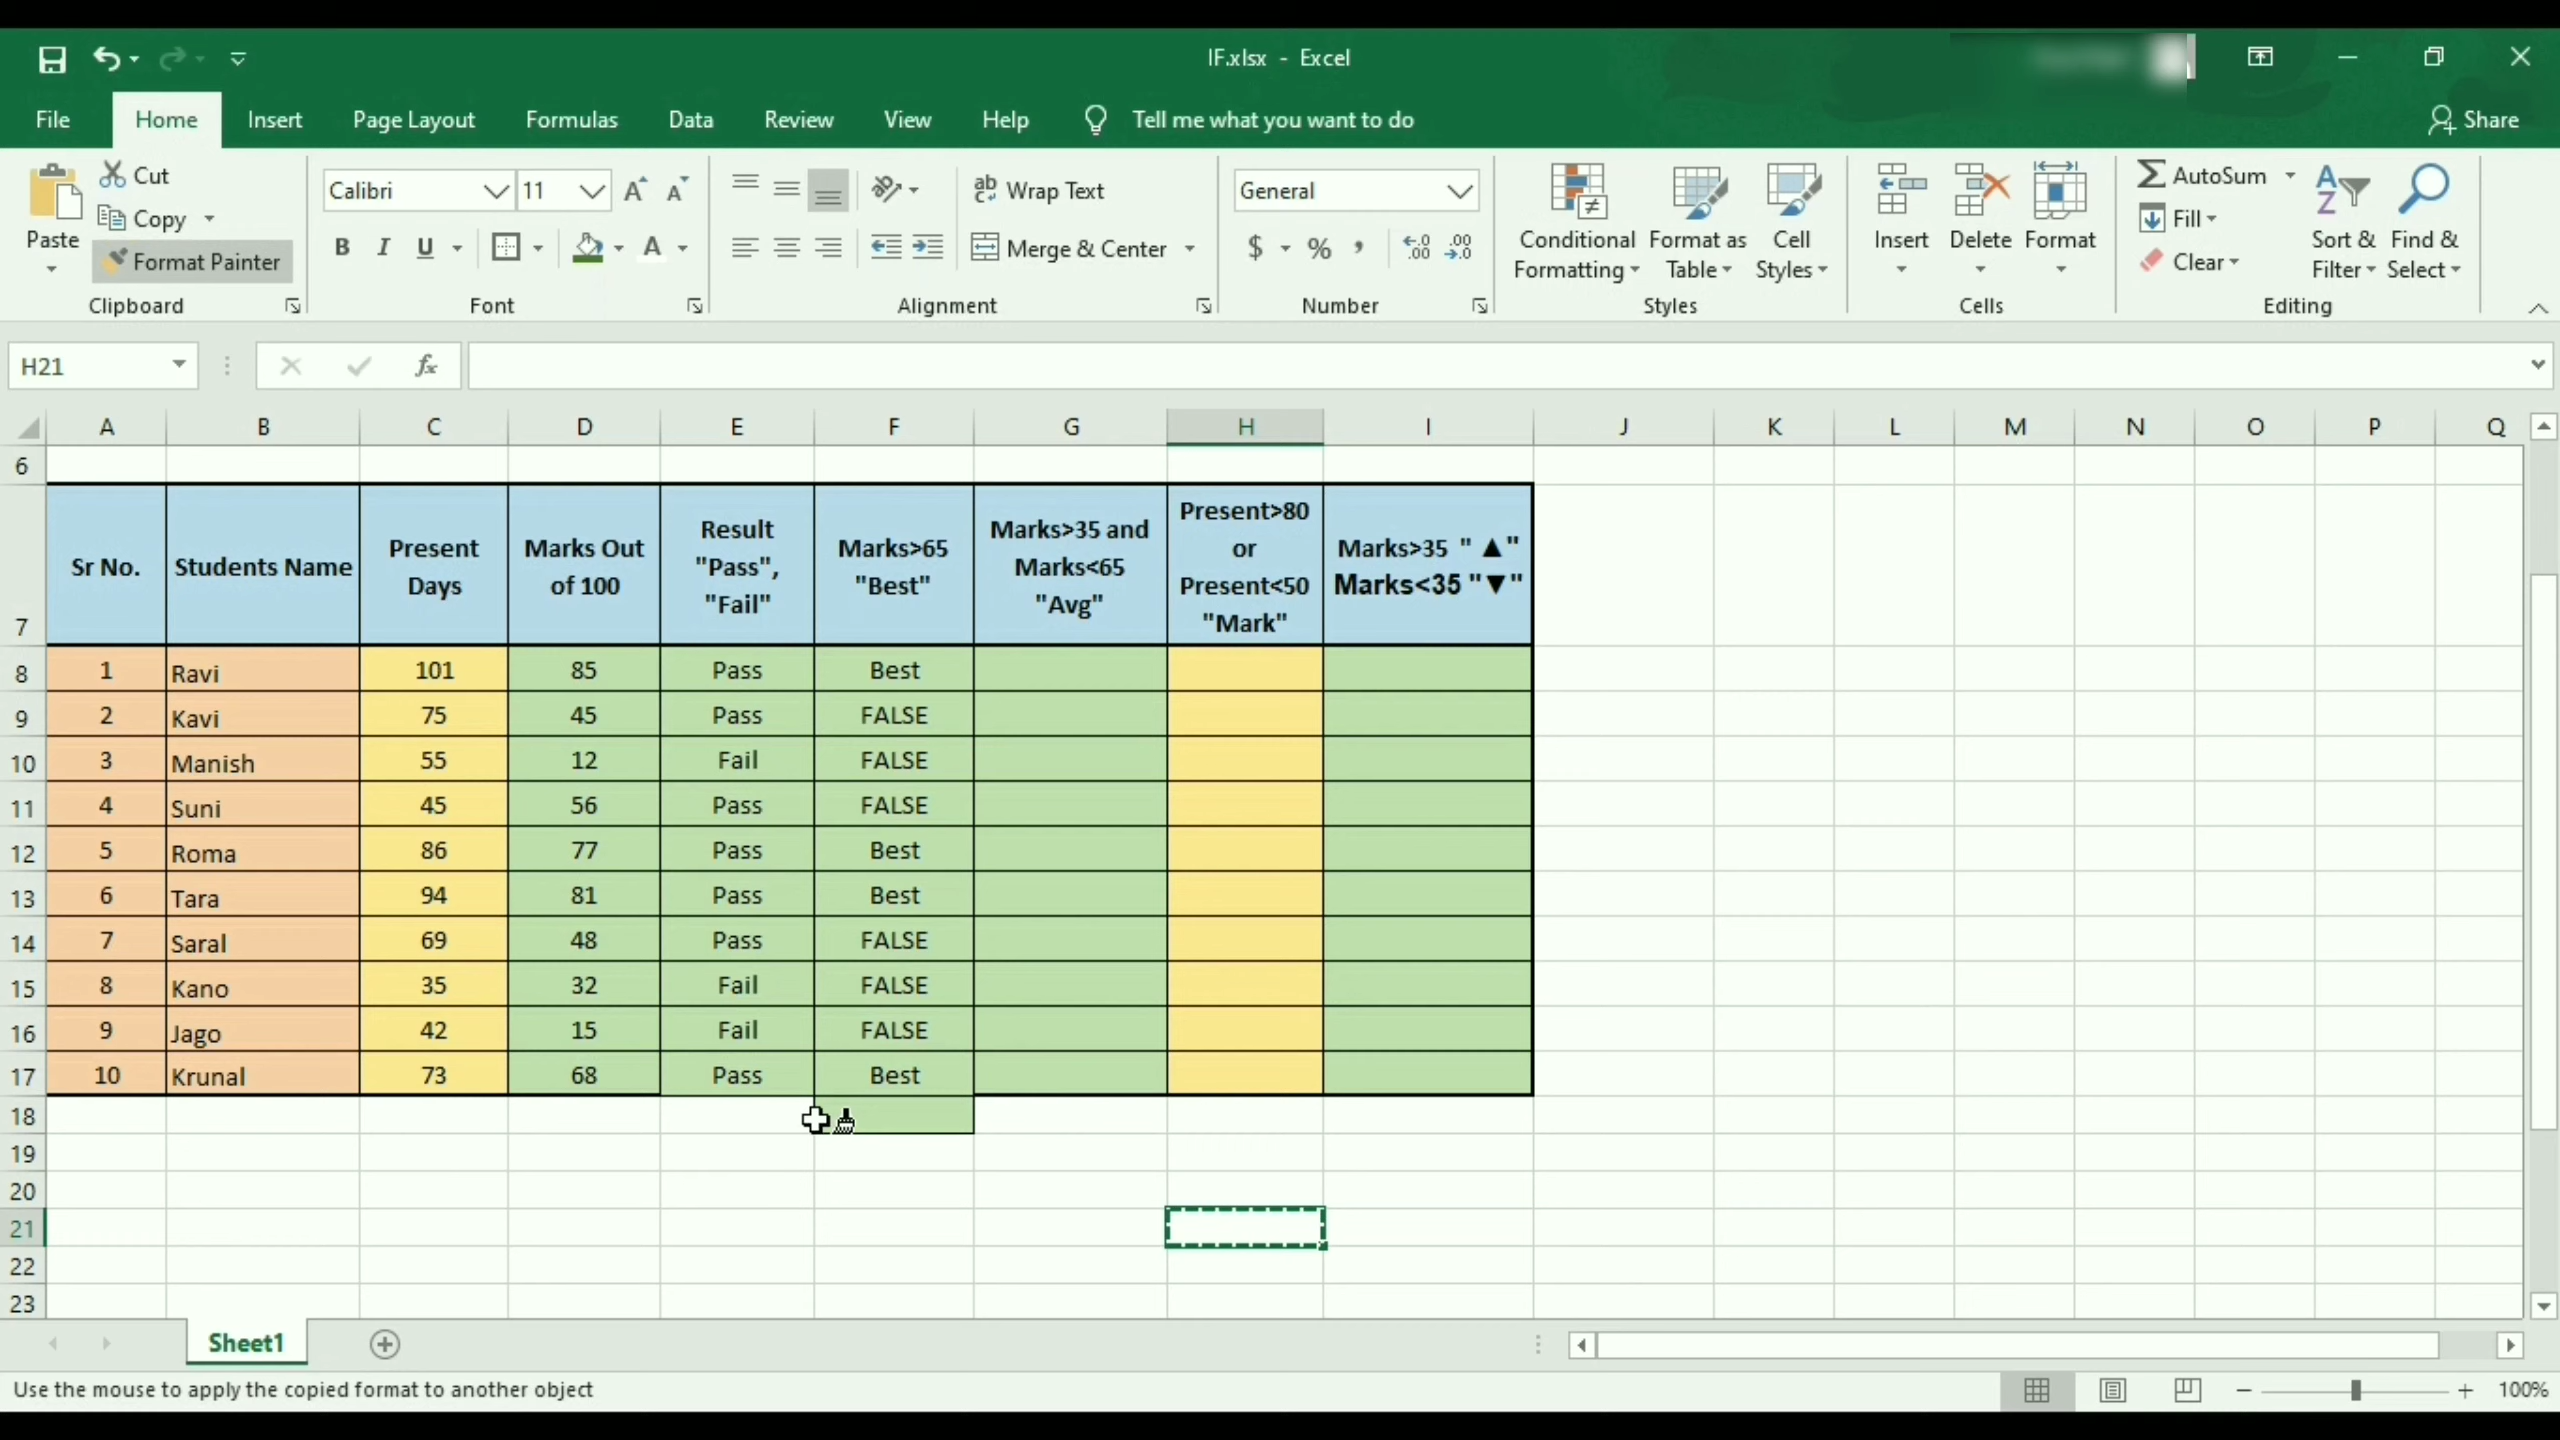 IF.xlsx - Excel
File Home Insert Page Layout Formulas Data Review View Help Tell me what you want to do Share
Paste Cut Copy Format Painter Clipboard
Calibri 11 A A B I U A Font
ab Wrap Text Merge & Center Alignment
General $ % , .00 .00 Number
Conditional Formatting Format as Table Cell Styles Styles
Insert Delete Format Cells
AutoSum Fill Clear Sort & Filter Find & Select Editing
H21 fx
A B C D E F G H I J K L M N O P Q
6
7 Sr No. Students Name Present Days Marks Out of 100 Result "Pass", "Fail" Marks>65 "Best" Marks>35 and Marks<65 "Avg" Present>80 or Present<50 "Mark" Marks>35 " ▲" Marks<35 "▼"
8 1 Ravi 101 85 Pass Best
9 2 Kavi 75 45 Pass FALSE
10 3 Manish 55 12 Fail FALSE
11 4 Suni 45 56 Pass FALSE
12 5 Roma 86 77 Pass Best
13 6 Tara 94 81 Pass Best
14 7 Saral 69 48 Pass FALSE
15 8 Kano 35 32 Fail FALSE
16 9 Jago 42 15 Fail FALSE
17 10 Krunal 73 68 Pass Best
18
19
20
21
22
23
Sheet1
Use the mouse to apply the copied format to another object
100%